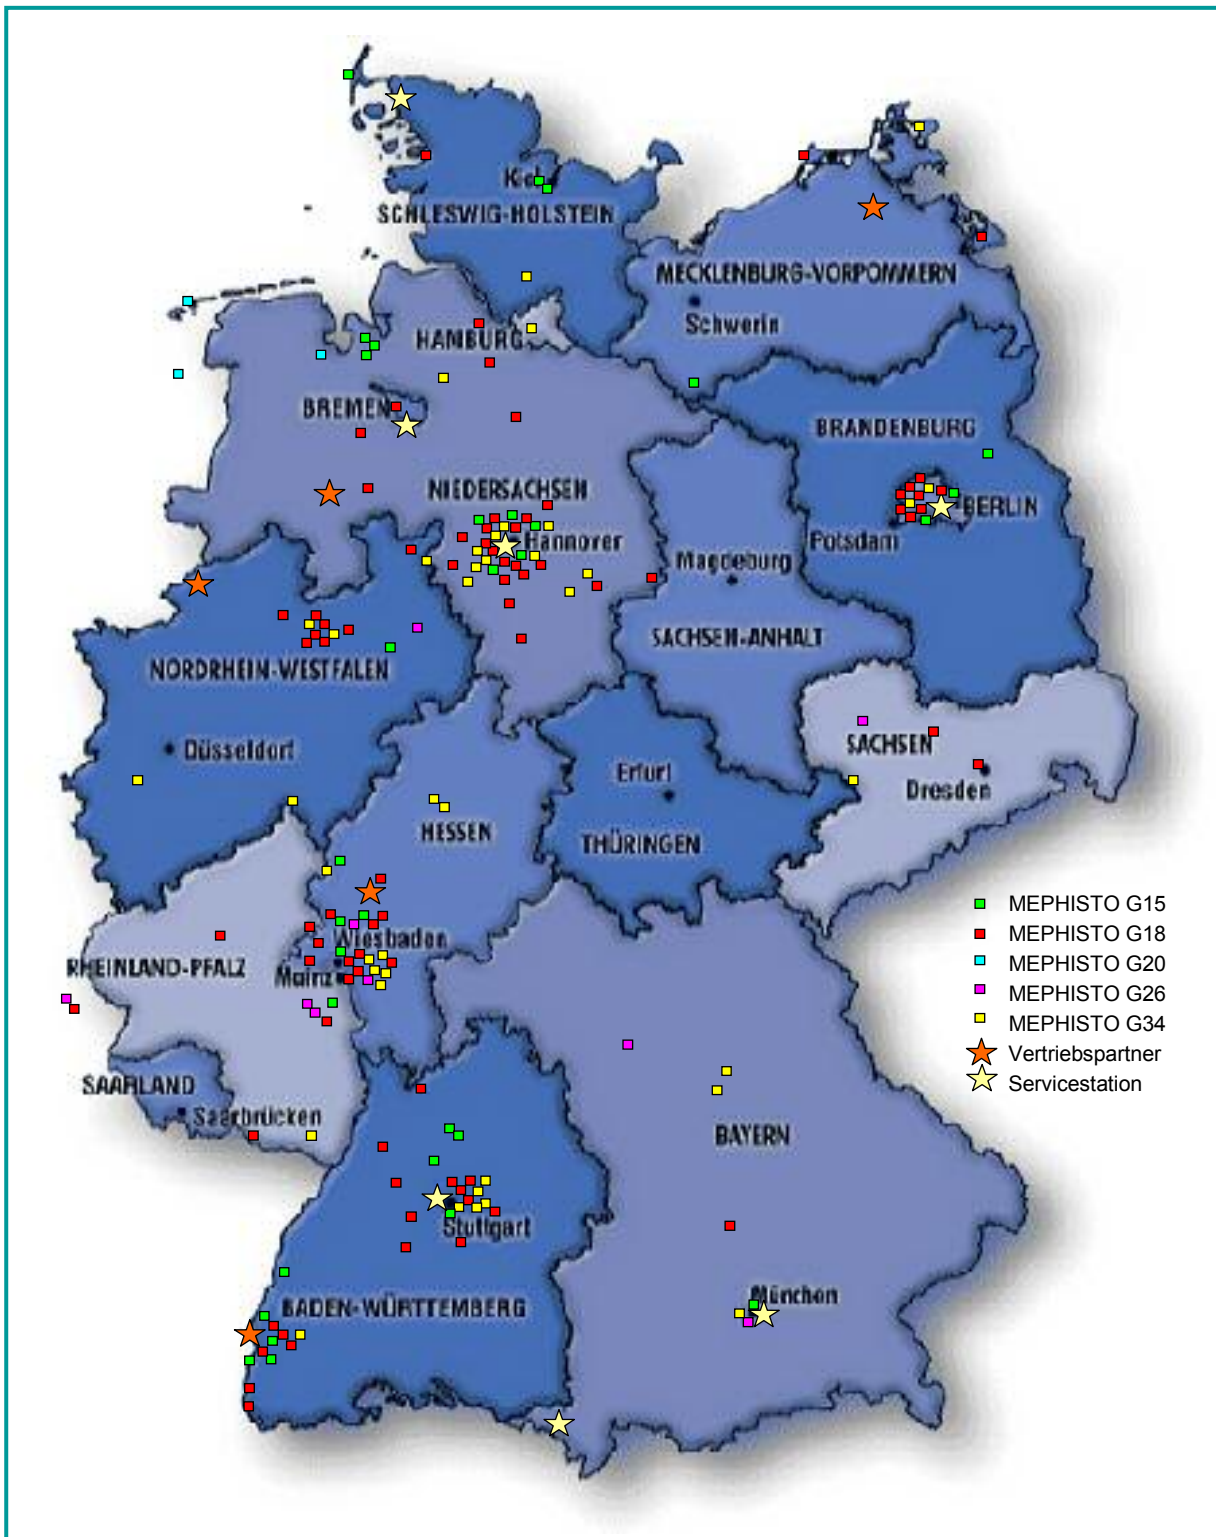 Kiel
SCHLESWIG-HOLSTEIN
MECKLENBURG-VORPOMMERN
Schwerin
HAMBURG
BREMEN
BRANDENBURG
NIEDERSACHSEN
BERLIN
Hannover
Potsdam
Magdeburg
SACHSEN-ANHALT
NORDRHEIN-WESTFALEN
Düsseldorf
SACHSEN
Erfurt
Dresden
HESSEN
THÜRINGEN
MEPHISTO G15
MEPHISTO G18
Wiesbaden
RHEINLAND-PFALZ
MEPHISTO G20
Mainz
MEPHISTO G26
MEPHISTO G34
Vertriebspartner
SAARLAND
Servicestation
Saarbrücken
BAYERN
Stuttgart
München
BADEN-WÜRTTEMBERG